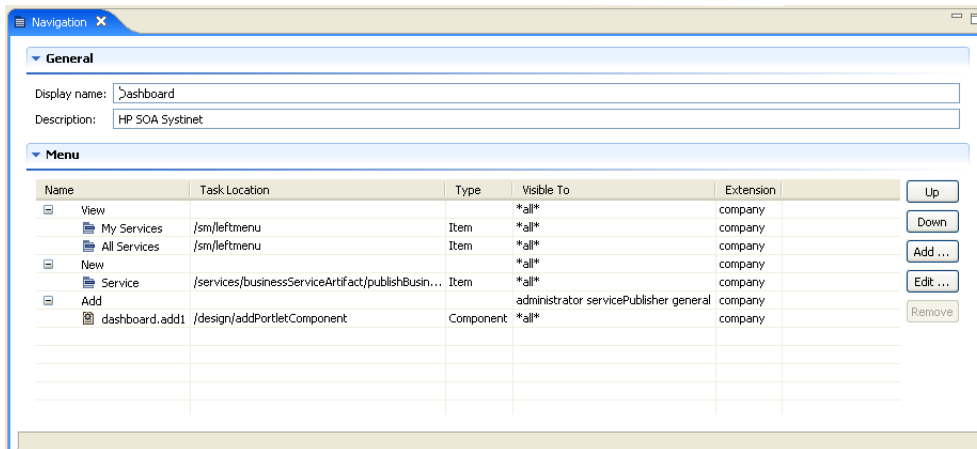 Navigation
General
Display name: Dashboard
Description: HP SOA Systinet
Menu
Name Task Location Type Visible To Extension
View *all* company
My Services /sm/leftmenu Item *all* company
All Services /sm/leftmenu Item *all* company
New *all* company
Service /services/businessServiceArtifact/publishBusin... Item *all* company
Add administrator servicePublisher general company
dashboard.add1 /design/addPortletComponent Component *all* company
Up
Down
Add ...
Edit ...
Remove